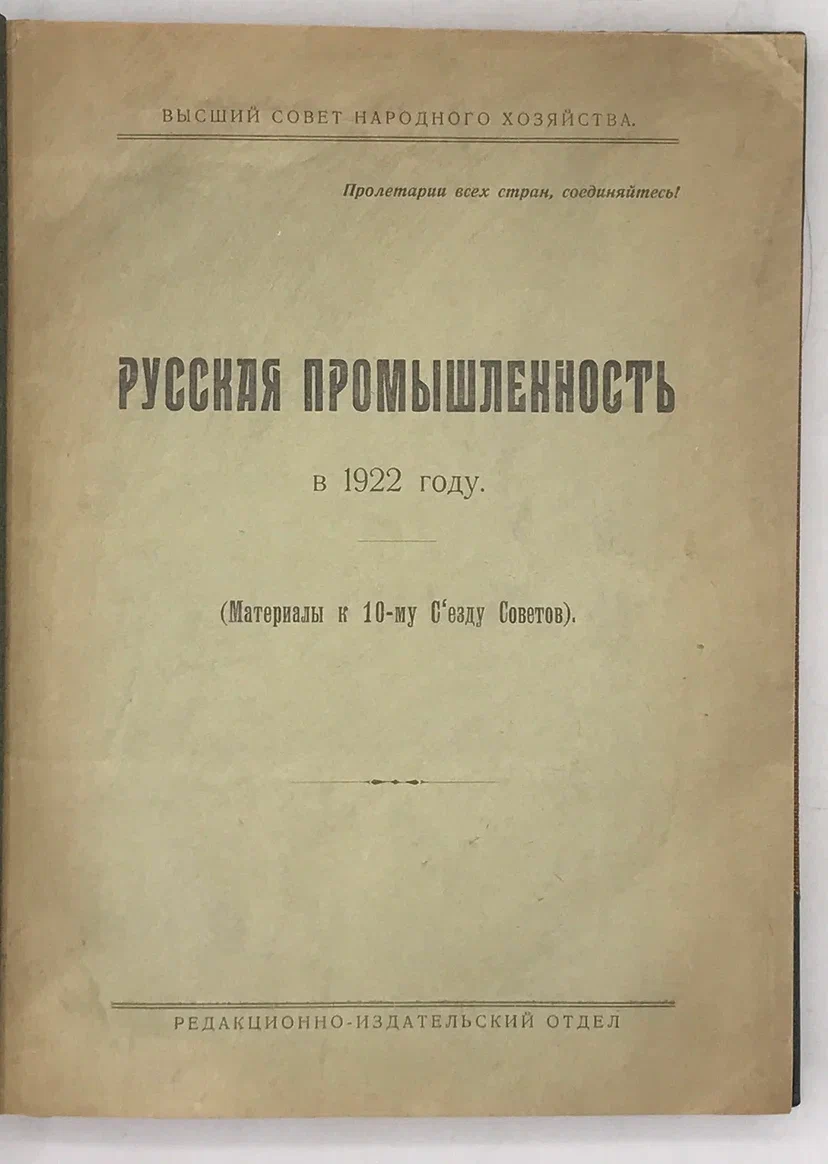 ВЫСШИЙ СОВЕТ НАРОДНОГО ХОЗЯЙСТВА.
Пролетарии всех стран, соединяйтесь!
РУССКАЯ ПРОМЫШЛЕННОСТЬ
в 1922 году.
(Материалы к 10-му С‘езду Советов).
РЕДАКЦИОННО-ИЗДАТЕЛЬСКИЙ ОТДЕЛ